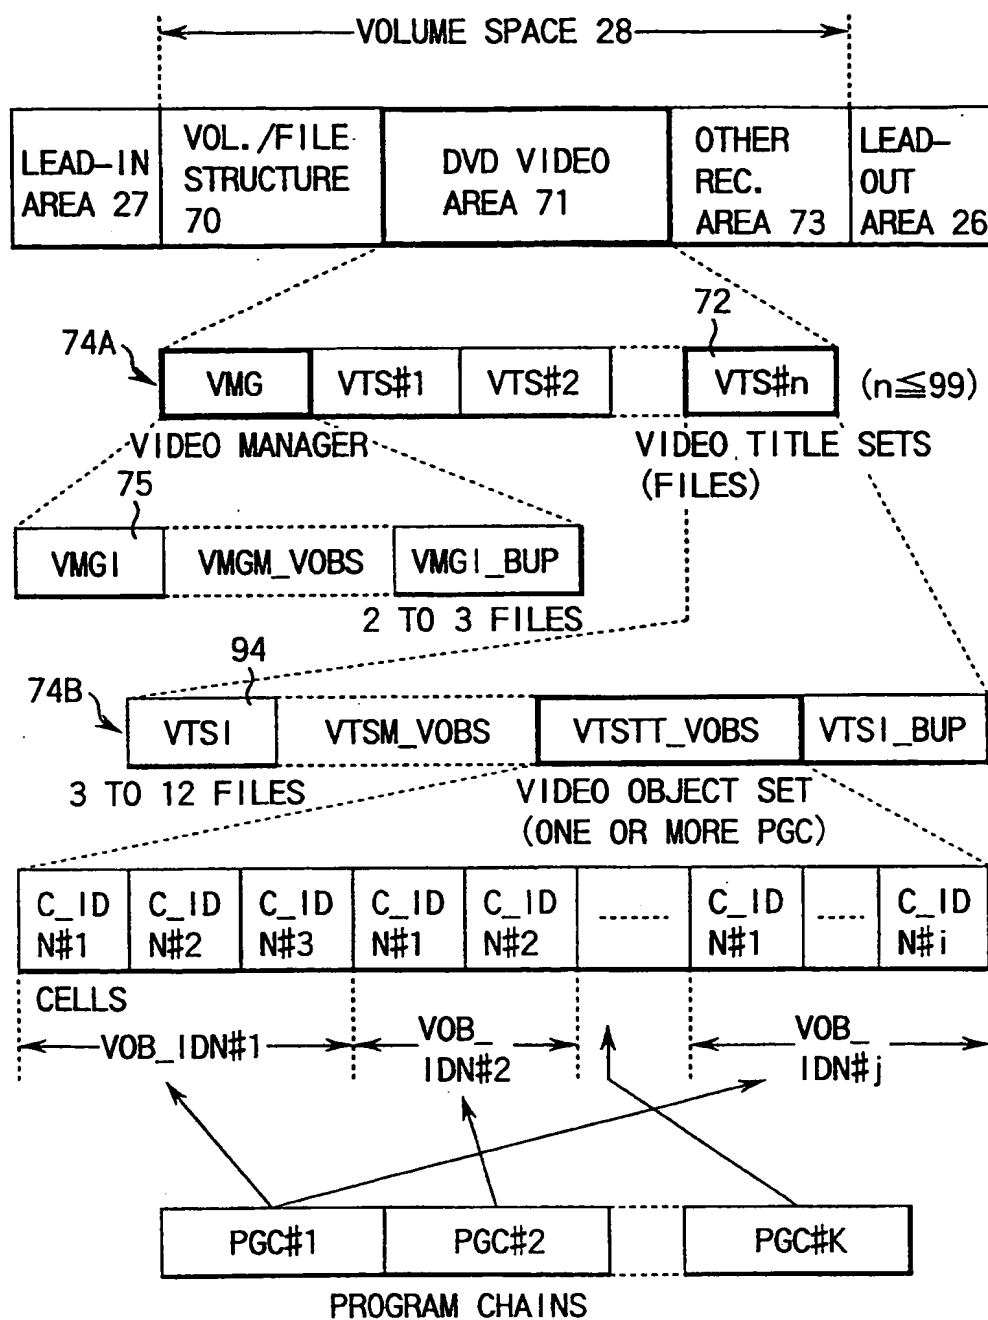 VOLUME SPACE 28
LEAD-IN
AREA 27
VOL./FILE
STRUCTURE
70
DVD VIDEO
AREA 71
OTHER
REC.
AREA 73
LEAD-
OUT
AREA 26
72
74A
VMG
VTS#1
VTS#2
VTS#n
(n≦99)
VIDEO MANAGER
VIDEO TITLE SETS
(FILES)
75
VMGI
VMGM_VOBS
VMGI_BUP
2 TO 3 FILES
94
74B
VTSI
VTSM_VOBS
VTSTT_VOBS
VTSI_BUP
3 TO 12 FILES
VIDEO OBJECT SET
(ONE OR MORE PGC)
C_ID
N#1
C_ID
N#2
C_ID
N#3
C_ID
N#1
C_ID
N#2
........
C_ID
N#1
.....
C_ID
N#i
CELLS
VOB_IDN#1
VOB_
IDN#2
VOB_
IDN#j
PGC#1
PGC#2
PGC#K
PROGRAM CHAINS